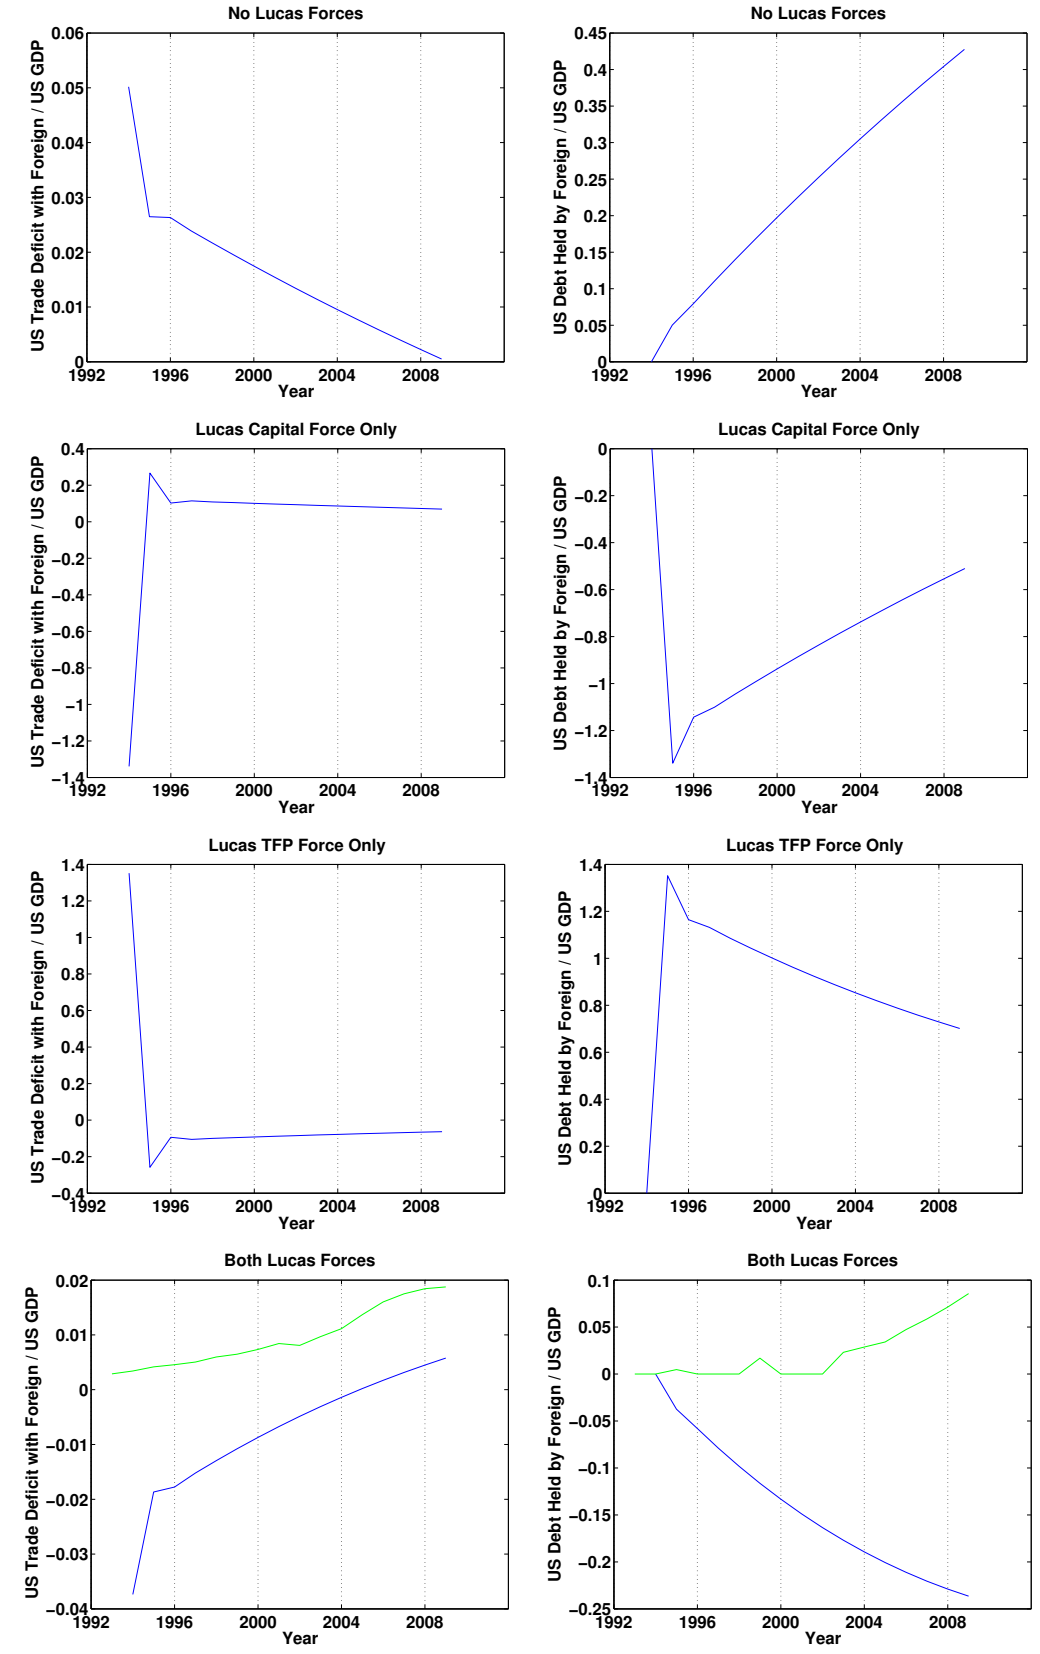 No Lucas Forces
US Trade Deficit with Foreign / US GDP
0.06
0.05
0.04
0.03
0.02
0.01
0
1992 1996 2000 2004 2008
Year
No Lucas Forces
US Debt Held by Foreign / US GDP
0.45
0.4
0.35
0.3
0.25
0.2
0.15
0.1
0.05
0
1992 1996 2000 2004 2008
Year
Lucas Capital Force Only
US Trade Deficit with Foreign / US GDP
0.4
0.2
0
−0.2
−0.4
−0.6
−0.8
−1
−1.2
−1.4
1992 1996 2000 2004 2008
Year
Lucas Capital Force Only
US Debt Held by Foreign / US GDP
0
−0.2
−0.4
−0.6
−0.8
−1
−1.2
−1.4
1992 1996 2000 2004 2008
Year
Lucas TFP Force Only
US Trade Deficit with Foreign / US GDP
1.4
1.2
1
0.8
0.6
0.4
0.2
0
−0.2
−0.4
1992 1996 2000 2004 2008
Year
Lucas TFP Force Only
US Debt Held by Foreign / US GDP
1.4
1.2
1
0.8
0.6
0.4
0.2
0
1992 1996 2000 2004 2008
Year
Both Lucas Forces
US Trade Deficit with Foreign / US GDP
0.02
0.01
0
−0.01
−0.02
−0.03
−0.04
1992 1996 2000 2004 2008
Year
Both Lucas Forces
US Debt Held by Foreign / US GDP
0.1
0.05
0
−0.05
−0.1
−0.15
−0.2
−0.25
1992 1996 2000 2004 2008
Year